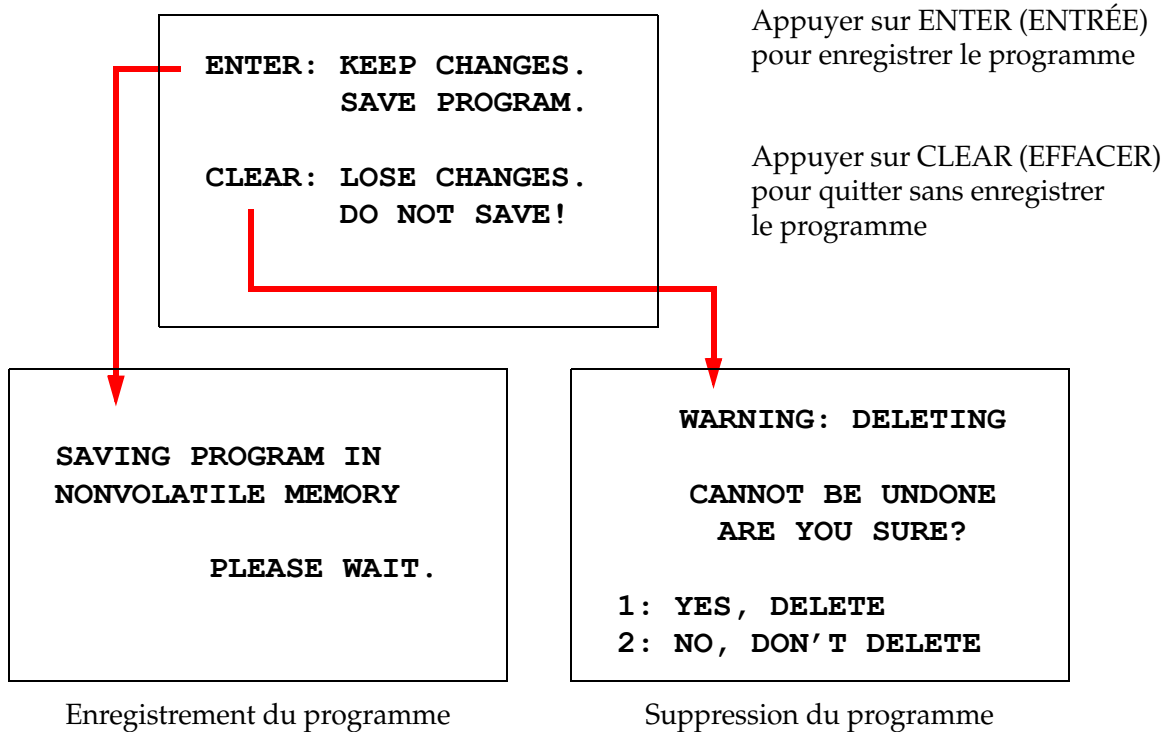 ENTER: KEEP CHANGES.
SAVE PROGRAM.
CLEAR: LOSE CHANGES.
DO NOT SAVE!
Appuyer sur ENTER (ENTRÉE)
pour enregistrer le programme
Appuyer sur CLEAR (EFFACER)
pour quitter sans enregistrer
le programme
SAVING PROGRAM IN
NONVOLATILE MEMORY
PLEASE WAIT.
Enregistrement du programme
WARNING: DELETING
CANNOT BE UNDONE
ARE YOU SURE?
1: YES, DELETE
2: NO, DON'T DELETE
Suppression du programme